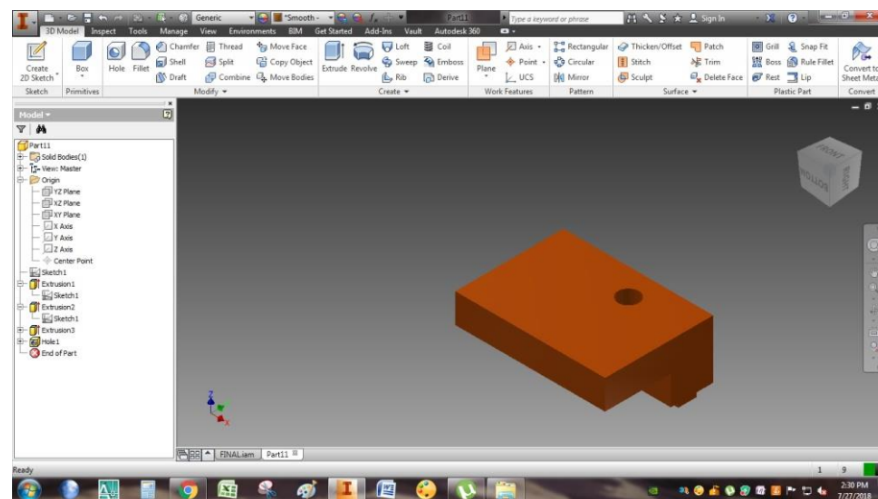 Generic "Smooth - Part11 Type a keyword or phrase Sign In
3D Model Inspect Tools Manage View Environments BIM Get Started Add-Ins Vault Autodesk 360
Chamfer Thread Move Face Loft Coil Axis Rectangular Thicken/Offset Patch Grill Snap Fit
Create Box Hole Fillet Shell Split Copy Object Extrude Revolve Sweep Emboss Plane Point Circular Stitch Trim Boss Rule Fillet Convert to
2D Sketch Draft Combine Move Bodies Rib Derive UCS Mirror Sculpt Delete Face Rest Lip Sheet Meta
Sketch Primitives Modify Create Work Features Pattern Surface Plastic Part Convert
Model
Part11
Solid Bodies(1)
View: Master
Origin
YZ Plane
XZ Plane
XY Plane
X Axis
Y Axis
Z Axis
Center Point
Sketch1
Extrusion1
Sketch1
Extrusion2
Sketch1
Extrusion3
Hole1
End of Part
FRONT
BOTTOM RIGHT
Z
X
FINAL.iam Part11
Ready 1 9
2:30 PM
7/27/2018